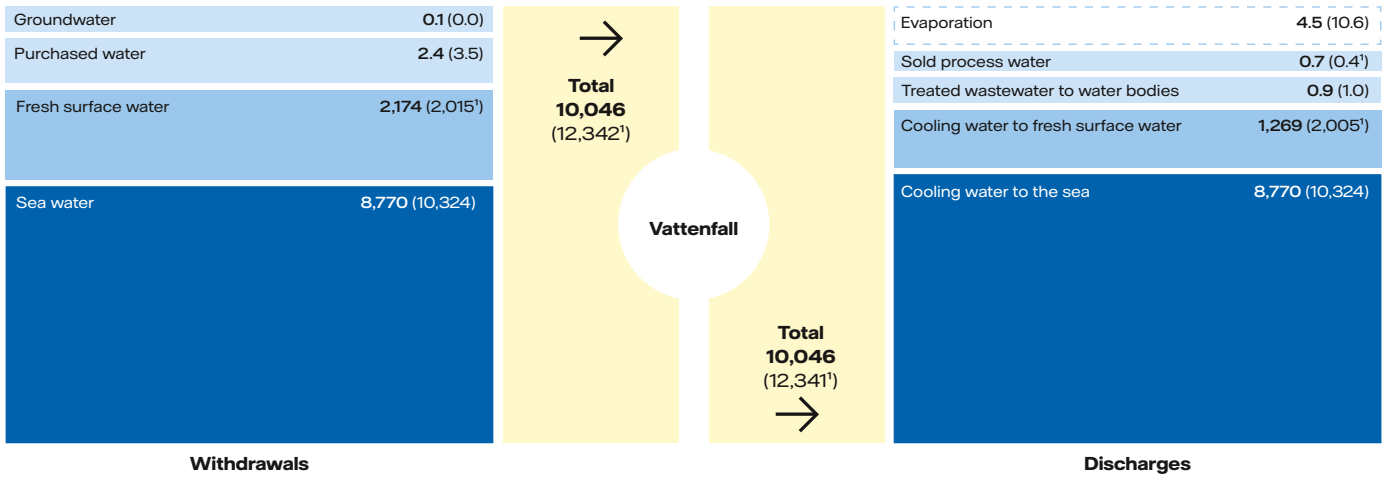 Groundwater 0.1 (0.0)
Purchased water 2.4 (3.5)
Fresh surface water 2,174 (2,015¹)
Sea water 8,770 (10,324)
Withdrawals
Total
10,046
(12,342¹)
Vattenfall
Total
10,046
(12,341¹)
Evaporation 4.5 (10.6)
Sold process water 0.7 (0.4¹)
Treated wastewater to water bodies 0.9 (1.0)
Cooling water to fresh surface water 1,269 (2,005¹)
Cooling water to the sea 8,770 (10,324)
Discharges